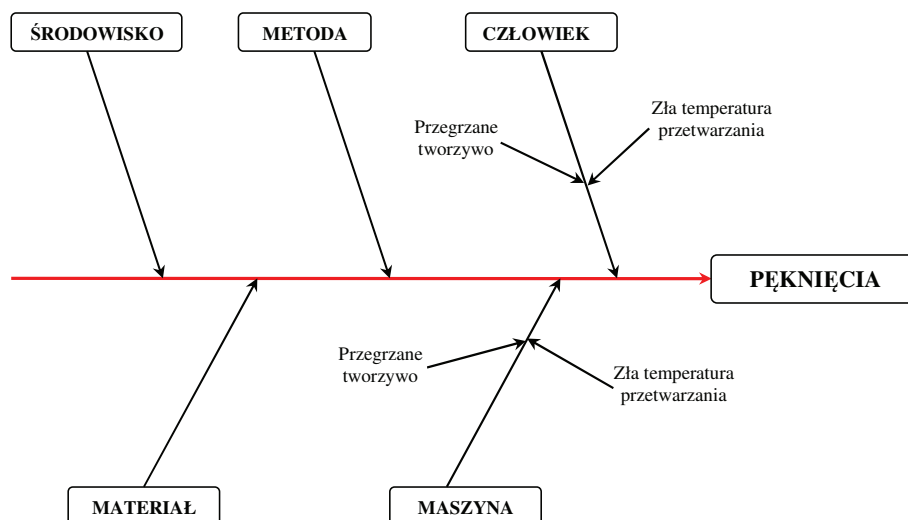 ŚRODOWISKO
METODA
CZŁOWIEK
Przegrzane
tworzywo
Zła temperatura
przetwarzania
PĘKNIĘCIA
Przegrzane
tworzywo
Zła temperatura
przetwarzania
MATERIAŁ
MASZYNA